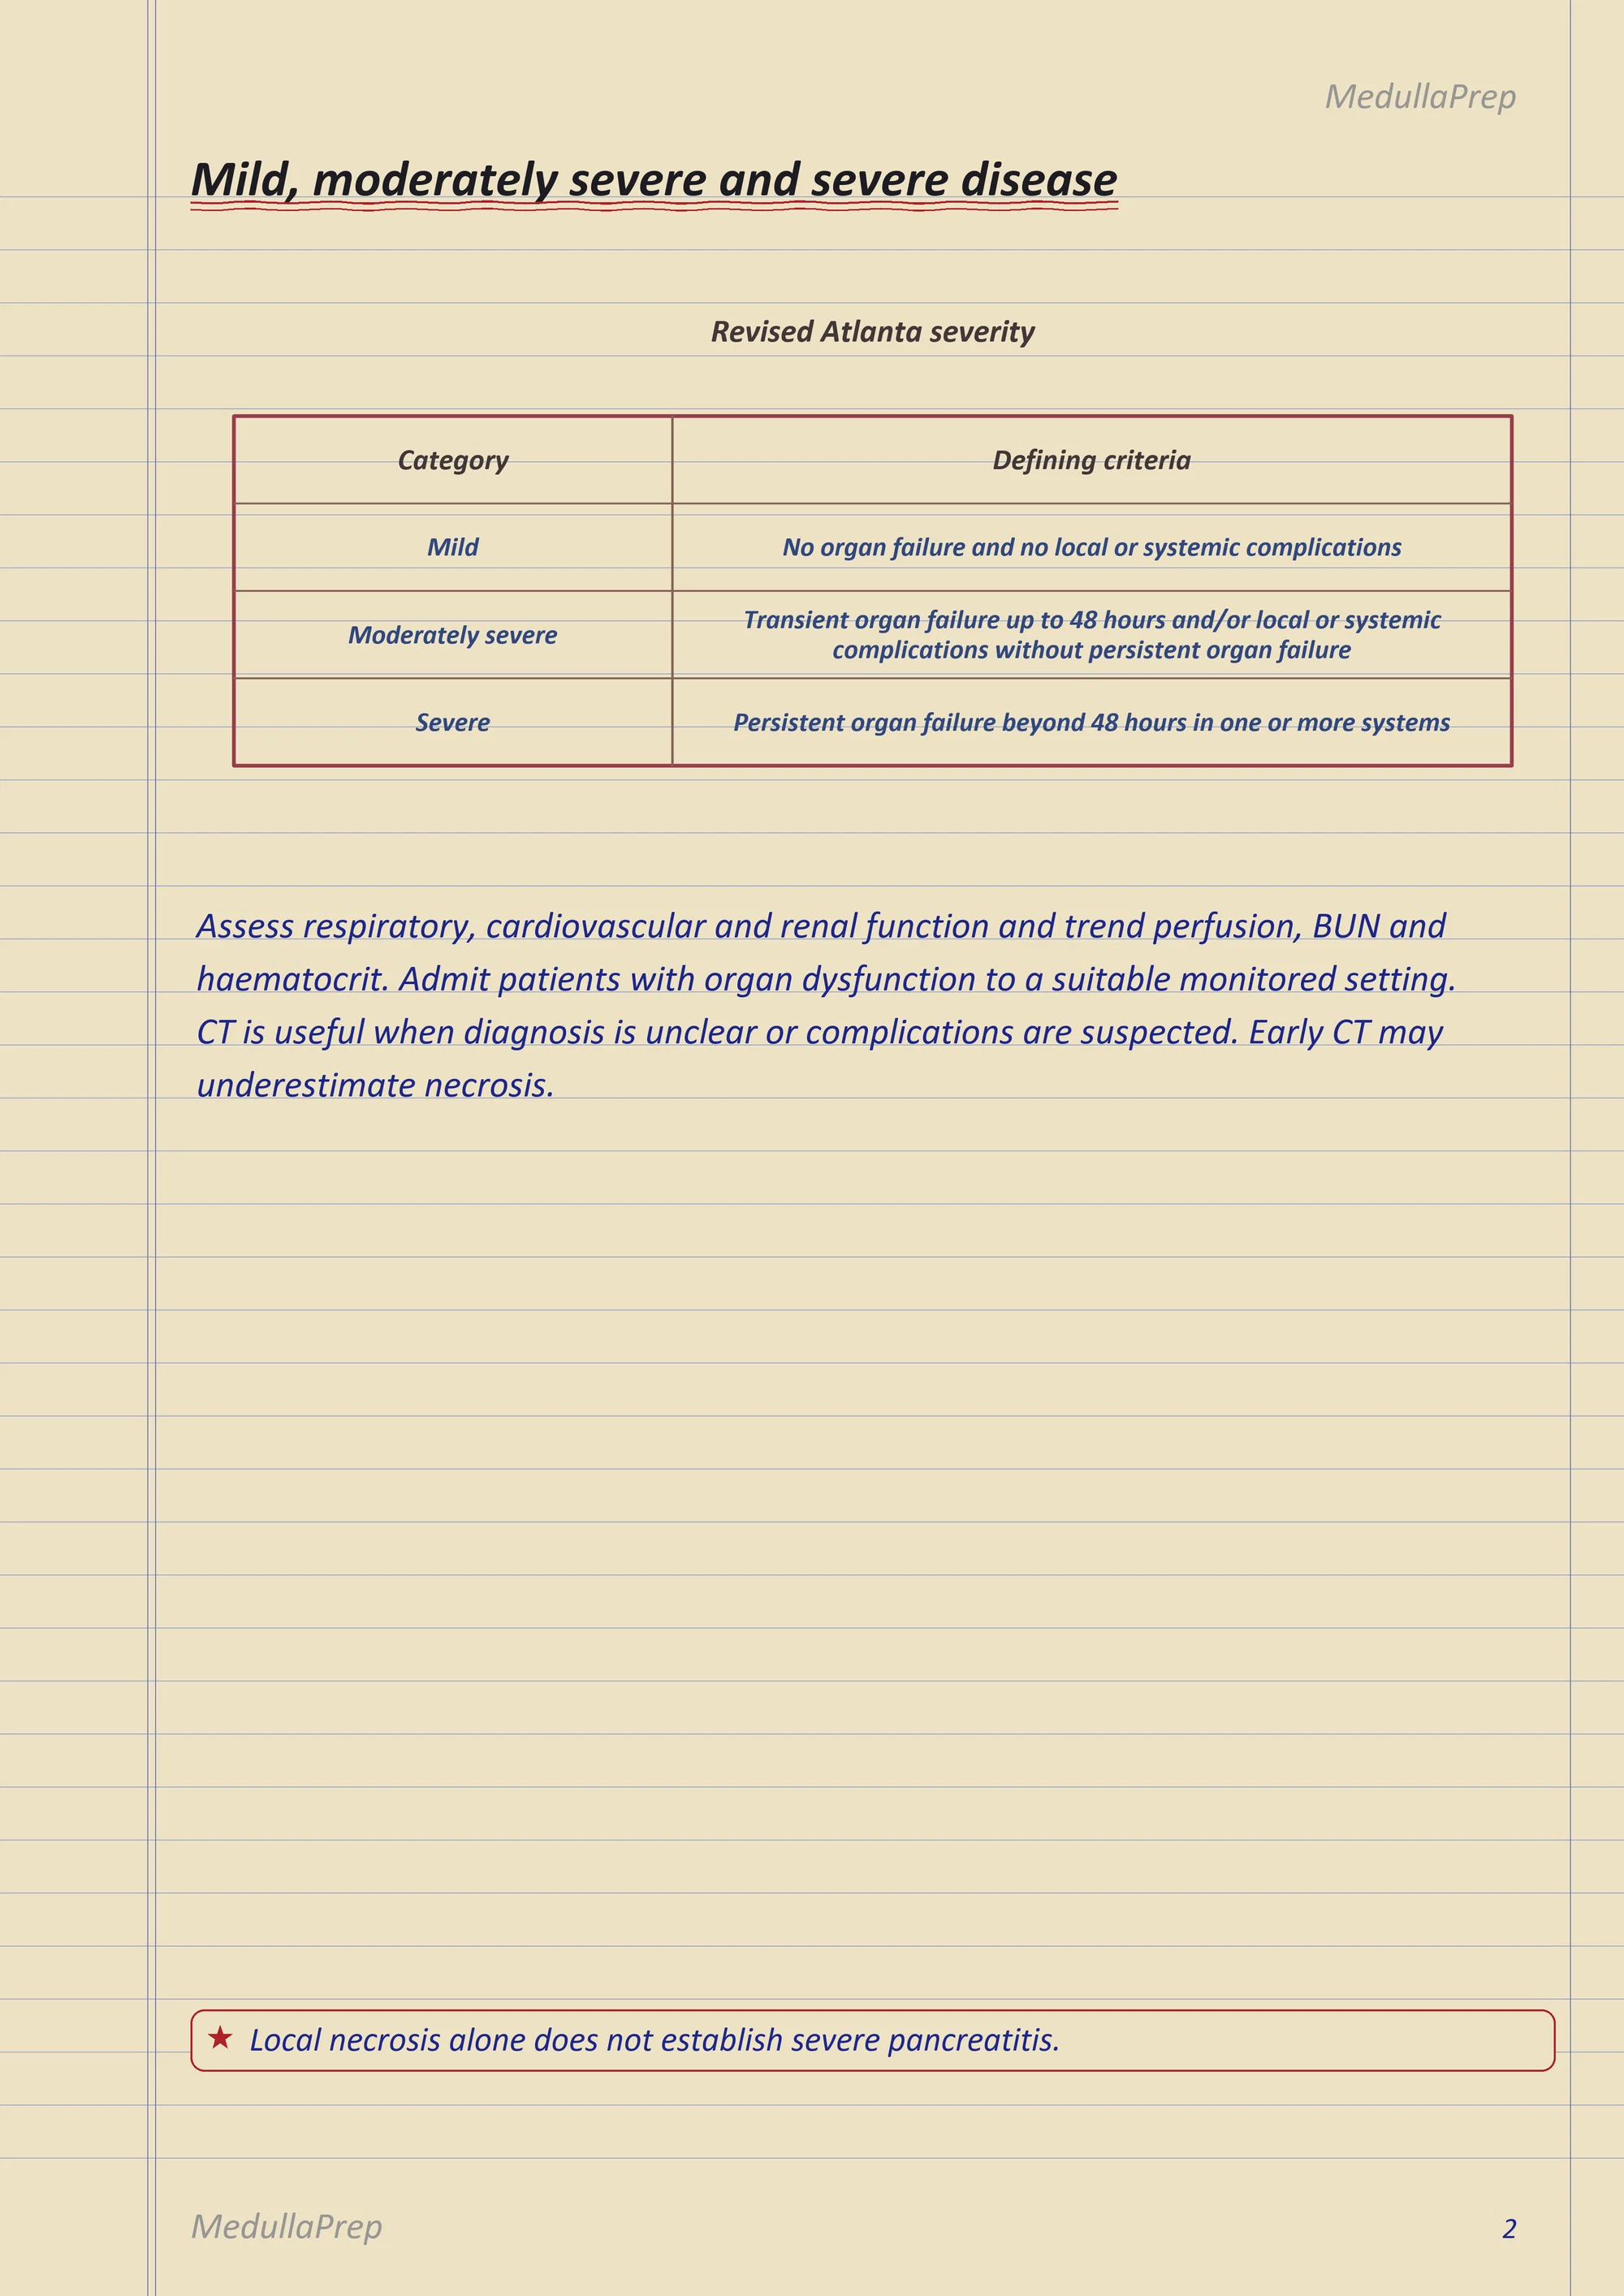 MedullaPrep
Mild, moderately severe and severe disease
Revised Atlanta severity
Category Defining criteria
Mild No organ failure and no local or systemic complications
Moderately severe Transient organ failure up to 48 hours and/or local or systemic
complications without persistent organ failure
Severe Persistent organ failure beyond 48 hours in one or more systems
Assess respiratory, cardiovascular and renal function and trend perfusion, BUN and
haematocrit. Admit patients with organ dysfunction to a suitable monitored setting.
CT is useful when diagnosis is unclear or complications are suspected. Early CT may
underestimate necrosis.
★ Local necrosis alone does not establish severe pancreatitis.
MedullaPrep 2